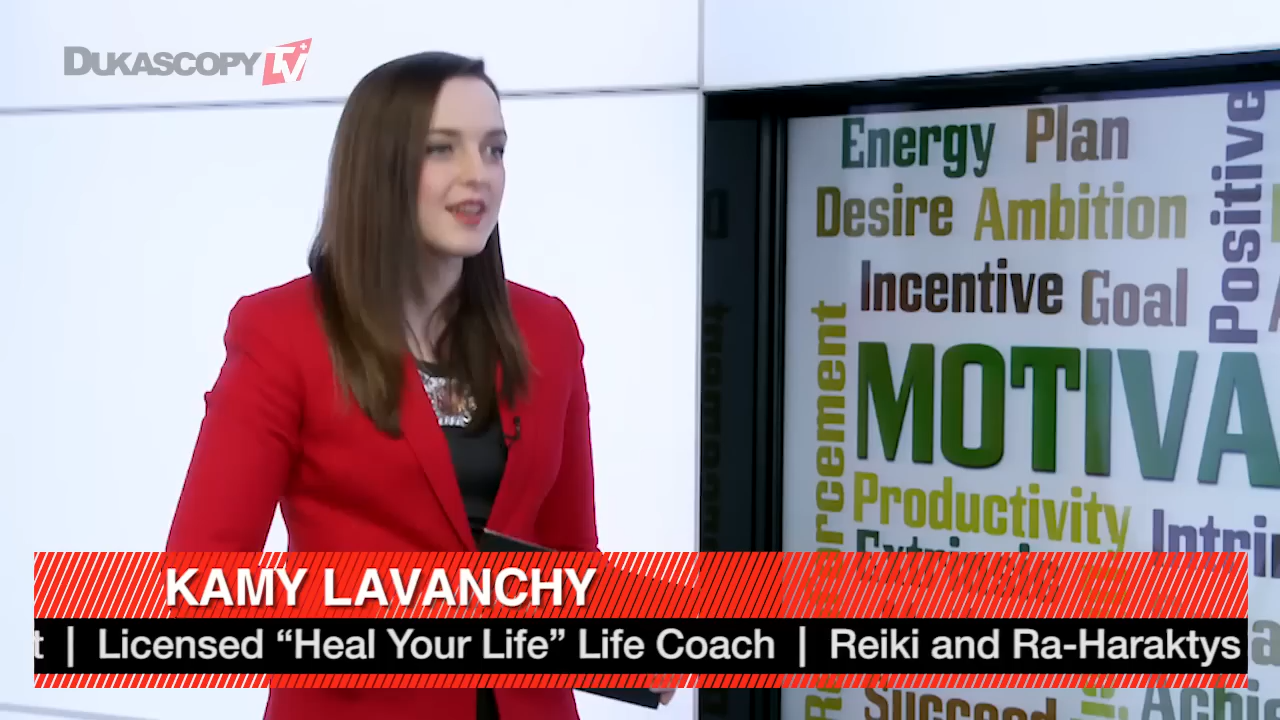 DUKASCOPY TV
Energy Plan
Positive
Desire Ambition
Incentive Goal
MOTIVA
Productivity
KAMY LAVANCHY
t | Licensed “Heal Your Life” Life Coach | Reiki and Ra-Haraktys
Succeed